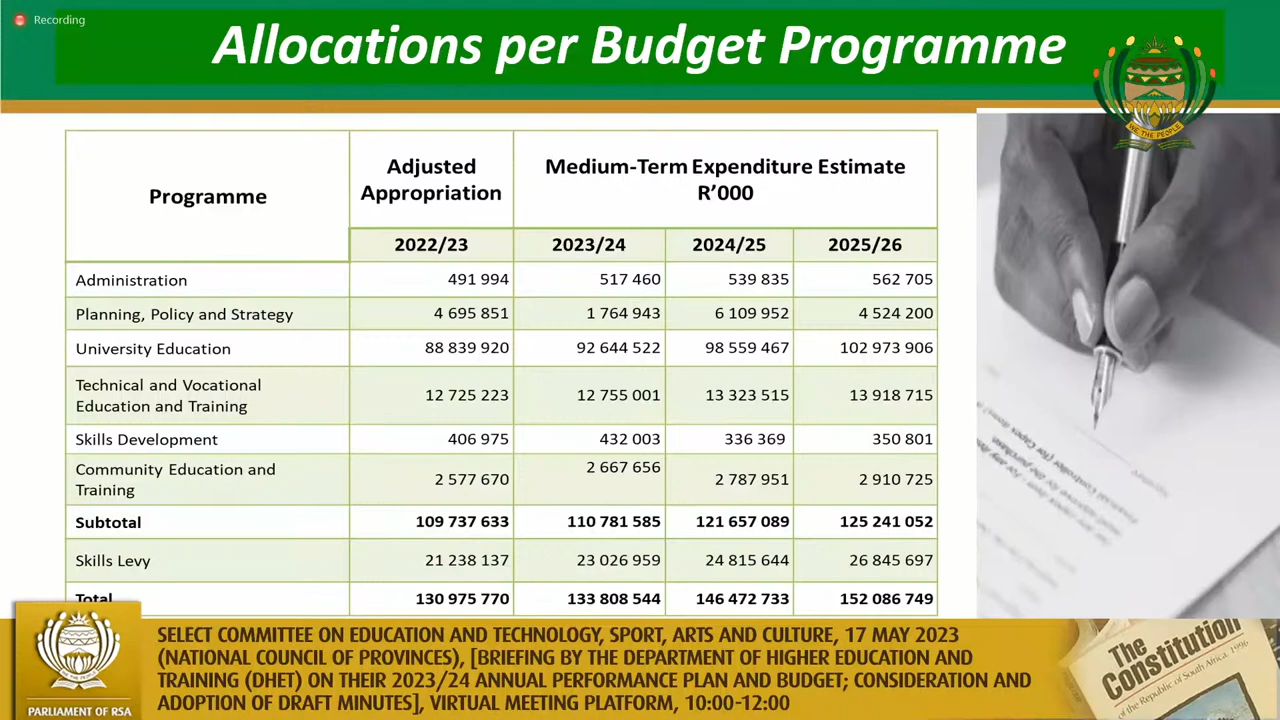 Recording
Allocations per Budget Programme
WE THE PEOPLE
Programme
Adjusted Appropriation
Medium-Term Expenditure Estimate
R’000
2022/23 2023/24 2024/25 2025/26
Administration 491 994 517 460 539 835 562 705
Planning, Policy and Strategy 4 695 851 1 764 943 6 109 952 4 524 200
University Education 88 839 920 92 644 522 98 559 467 102 973 906
Technical and Vocational Education and Training 12 725 223 12 755 001 13 323 515 13 918 715
Skills Development 406 975 432 003 336 369 350 801
Community Education and Training 2 577 670 2 667 656 2 787 951 2 910 725
Subtotal 109 737 633 110 781 585 121 657 089 125 241 052
Skills Levy 21 238 137 23 026 959 24 815 644 26 845 697
Total 130 975 770 133 808 544 146 472 733 152 086 749
PARLIAMENT OF RSA
SELECT COMMITTEE ON EDUCATION AND TECHNOLOGY, SPORT, ARTS AND CULTURE, 17 MAY 2023
(NATIONAL COUNCIL OF PROVINCES), [BRIEFING BY THE DEPARTMENT OF HIGHER EDUCATION AND
TRAINING (DHET) ON THEIR 2023/24 ANNUAL PERFORMANCE PLAN AND BUDGET; CONSIDERATION AND
ADOPTION OF DRAFT MINUTES], VIRTUAL MEETING PLATFORM, 10:00-12:00
The
Constitution
of the Republic of South Africa, 1996